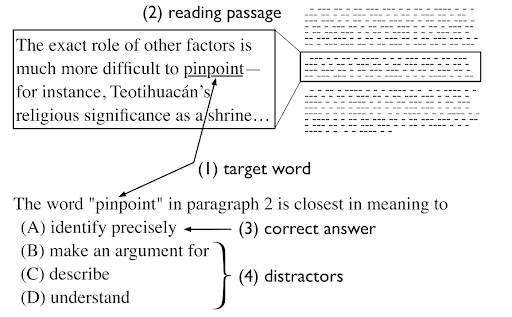 (2) reading passage
The exact role of other factors is
much more difficult to pinpoint—
for instance, Teotihuacán's
religious significance as a shrine…
(1) target word
The word "pinpoint" in paragraph 2 is closest in meaning to
(A) identify precisely
(3) correct answer
(B) make an argument for
(C) describe
(4) distractors
(D) understand